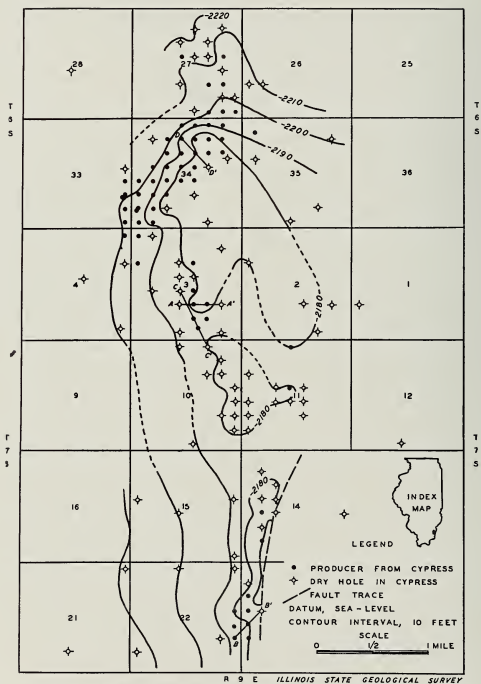 -2220
28
27
26
25
-2210
T
6
S
T
6
S
-2200
D
-2190
D'
33
34
35
36
4
C
3
2
1
A
A'
-2180
C'
9
10
11
12
-2180
T
7
S
T
7
S
16
15
-2180
14
INDEX
MAP
LEGEND
PRODUCER FROM CYPRESS
DRY HOLE IN CYPRESS
FAULT TRACE
DATUM, SEA-LEVEL
CONTOUR INTERVAL, 10 FEET
SCALE
0 1/2 1 MILE
21
22
B'
B
R 9 E ILLINOIS STATE GEOLOGICAL SURVEY